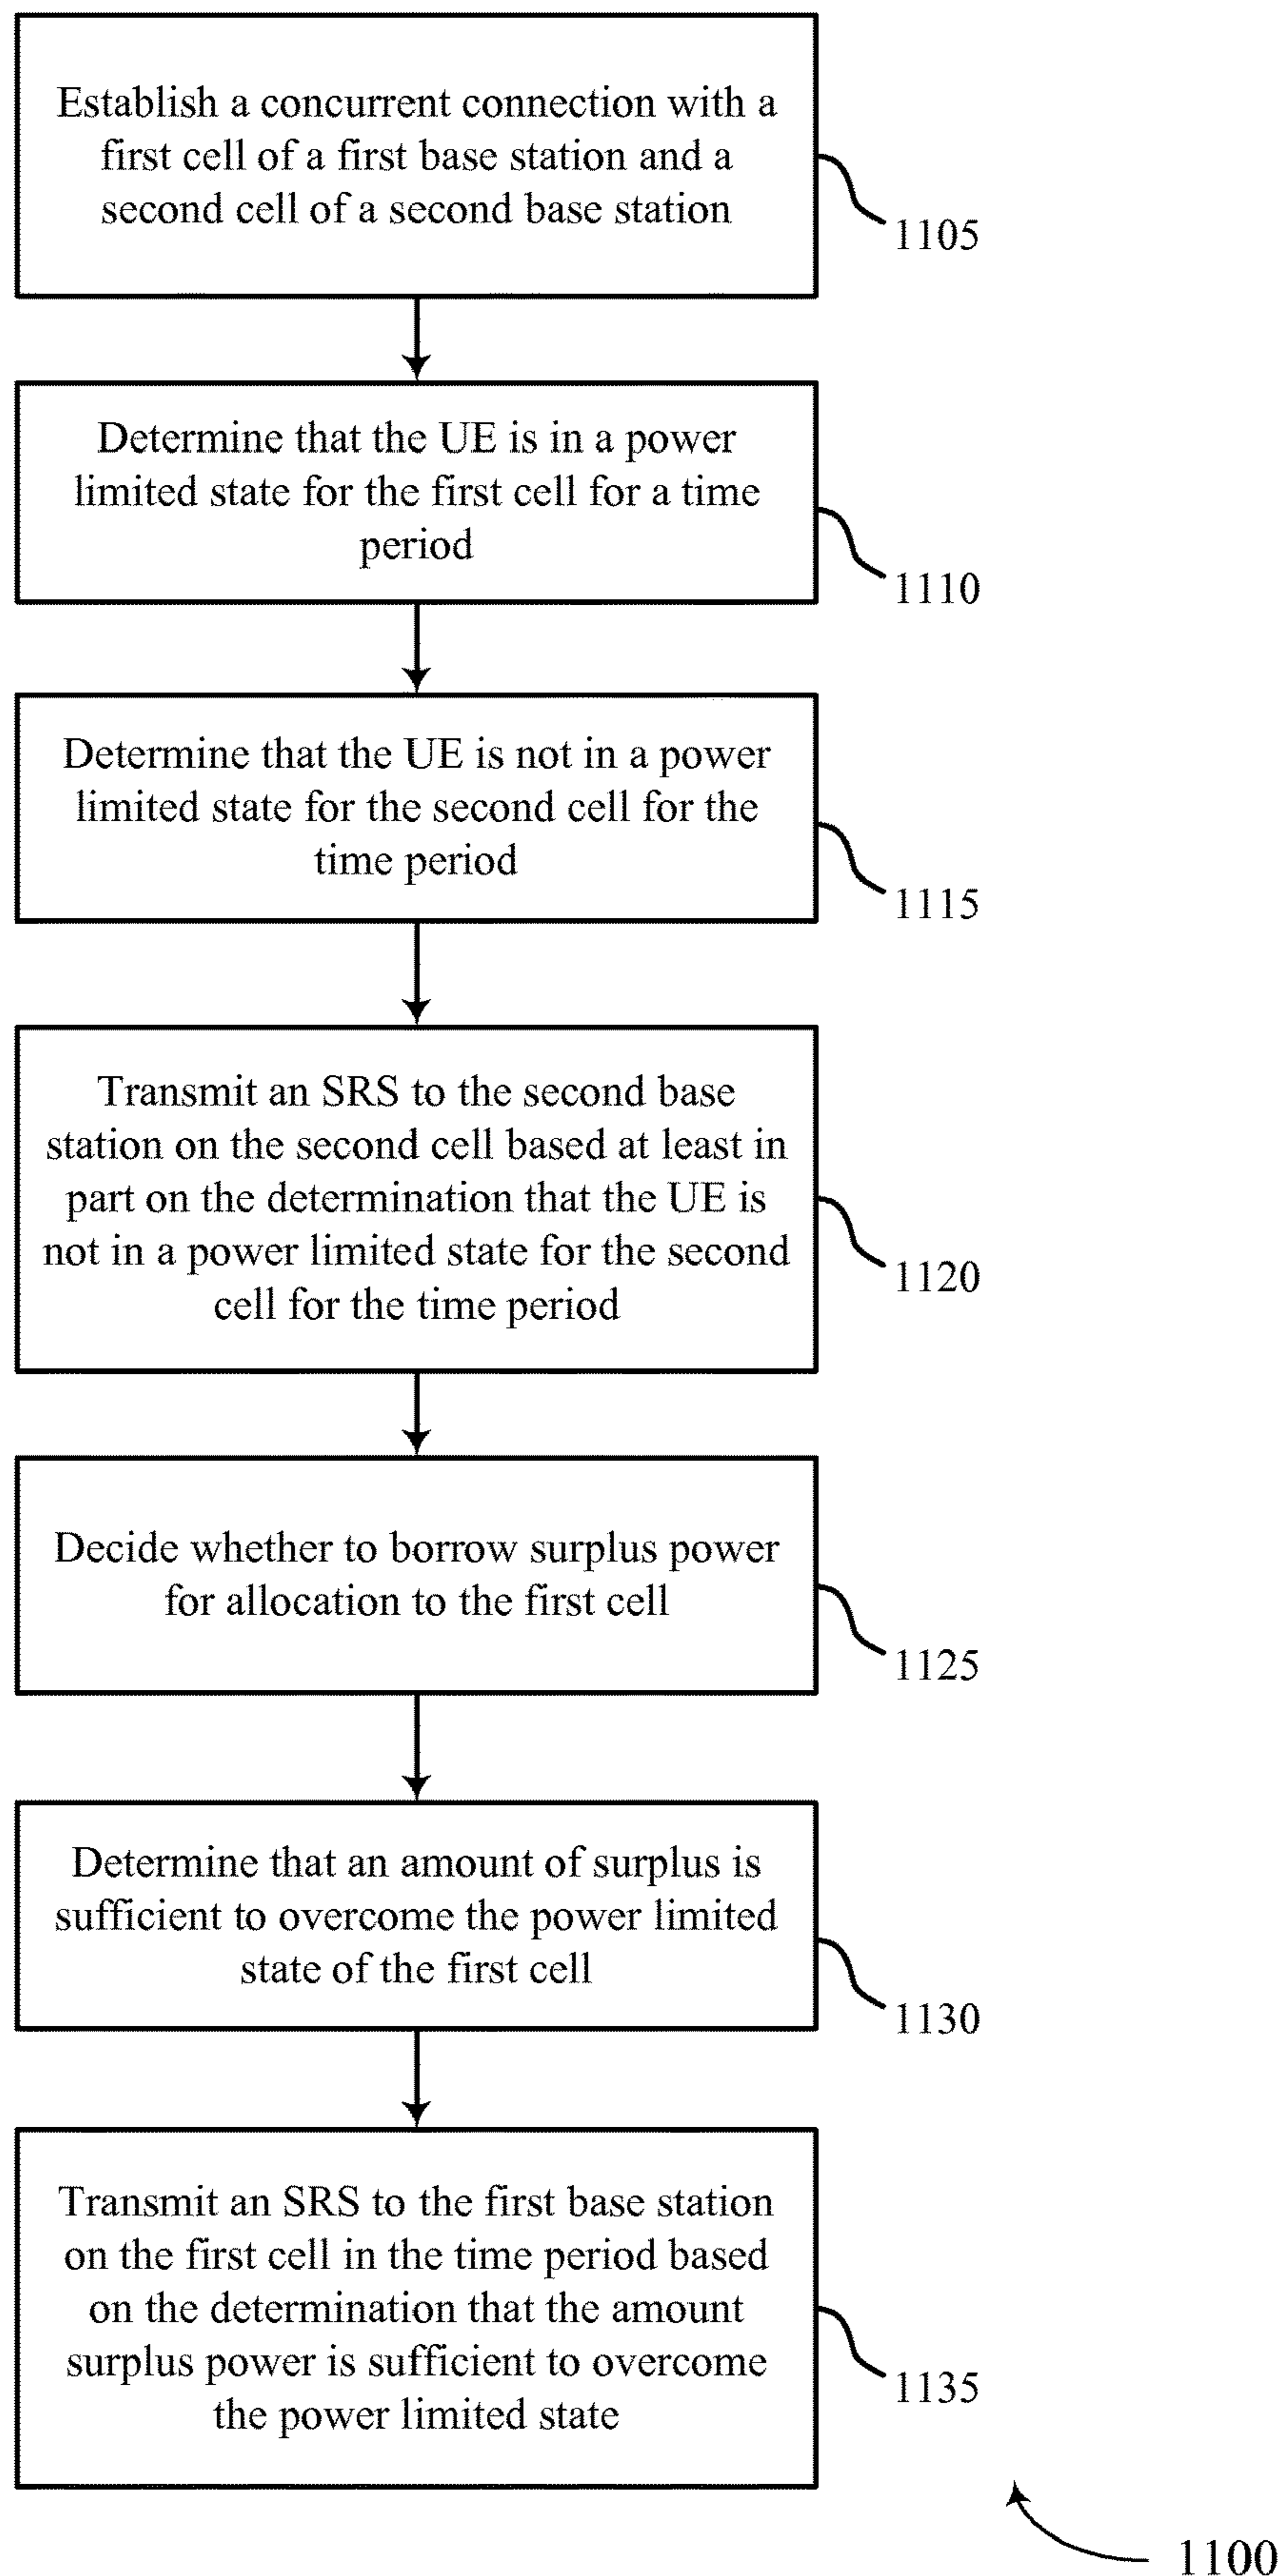 Establish a concurrent connection with a
first cell of a first base station and a
second cell of a second base station
1105
Determine that the UE is in a power
limited state for the first cell for a time
period
1110
Determine that the UE is not in a power
limited state for the second cell for the
time period
1115
Transmit an SRS to the second base
station on the second cell based at least in
part on the determination that the UE is
not in a power limited state for the second
cell for the time period
1120
Decide whether to borrow surplus power
for allocation to the first cell
1125
Determine that an amount of surplus is
sufficient to overcome the power limited
state of the first cell
1130
Transmit an SRS to the first base station
on the first cell in the time period based
on the determination that the amount
surplus power is sufficient to overcome
the power limited state
1135
1100